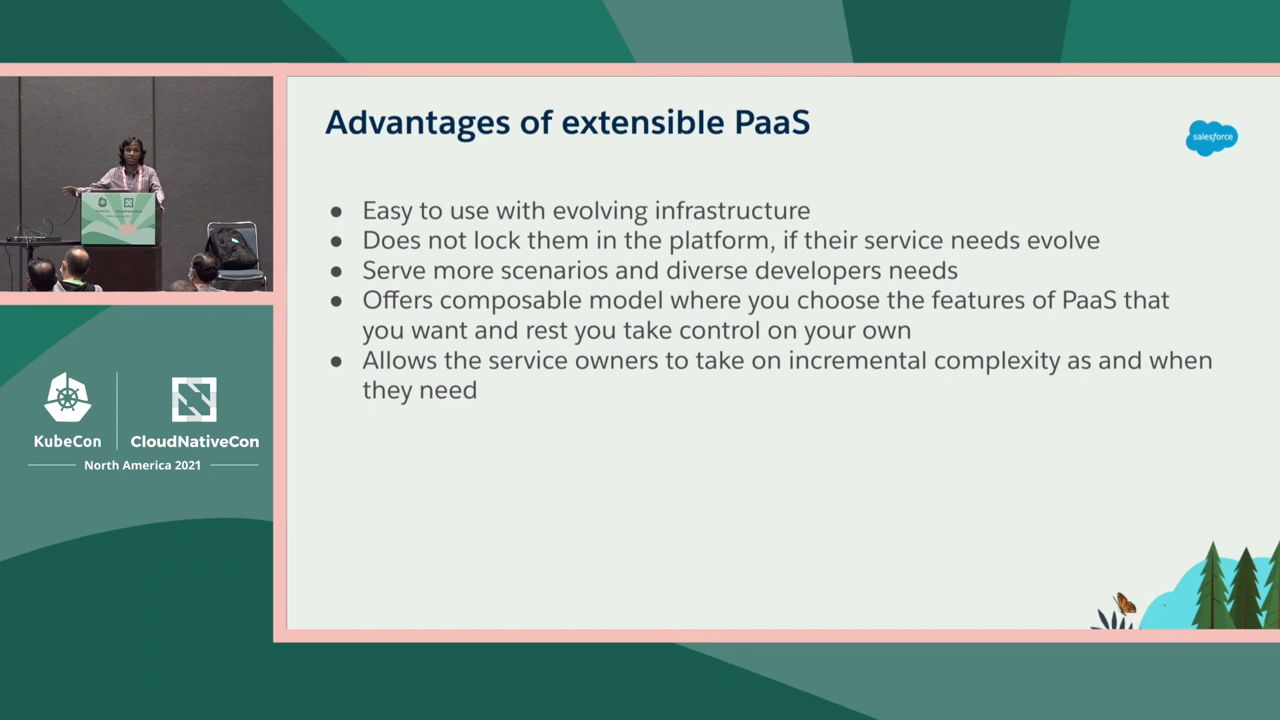 Advantages of extensible PaaS
salesforce
● Easy to use with evolving infrastructure
● Does not lock them in the platform, if their service needs evolve
● Serve more scenarios and diverse developers needs
● Offers composable model where you choose the features of PaaS that
you want and rest you take control on your own
● Allows the service owners to take on incremental complexity as and when
they need
KubeCon
CloudNativeCon
North America 2021